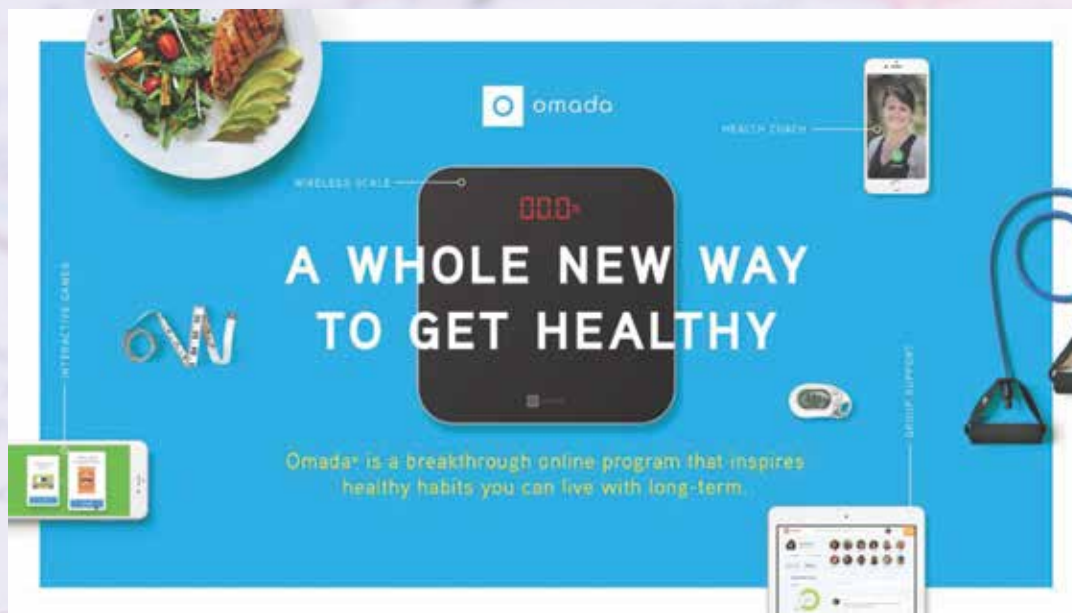 omada
HEALTH COACH
WIRELESS SCALE
00.0
A WHOLE NEW WAY
TO GET HEALTHY
INTERACTIVE GAMES
GROUP SUPPORT
Omada® is a breakthrough online program that inspires
healthy habits you can live with long-term.